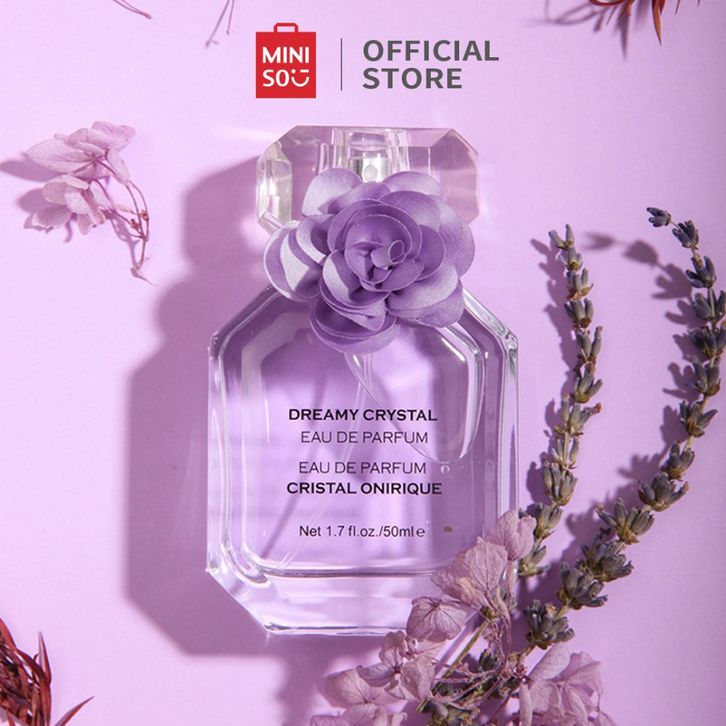 MINI
SO
OFFICIAL
STORE
DREAMY CRYSTAL
EAU DE PARFUM
EAU DE PARFUM
CRISTAL ONIRIQUE
Net 1.7 fl.oz./50ml℮